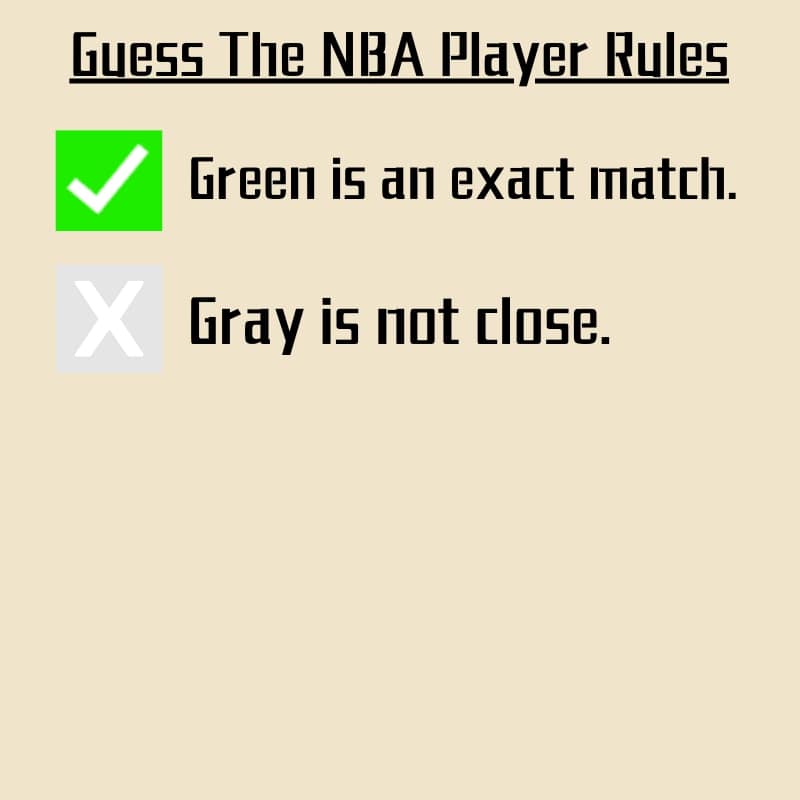 Guess The NBA Player Rules
Green is an exact match.
X
Gray is not close.